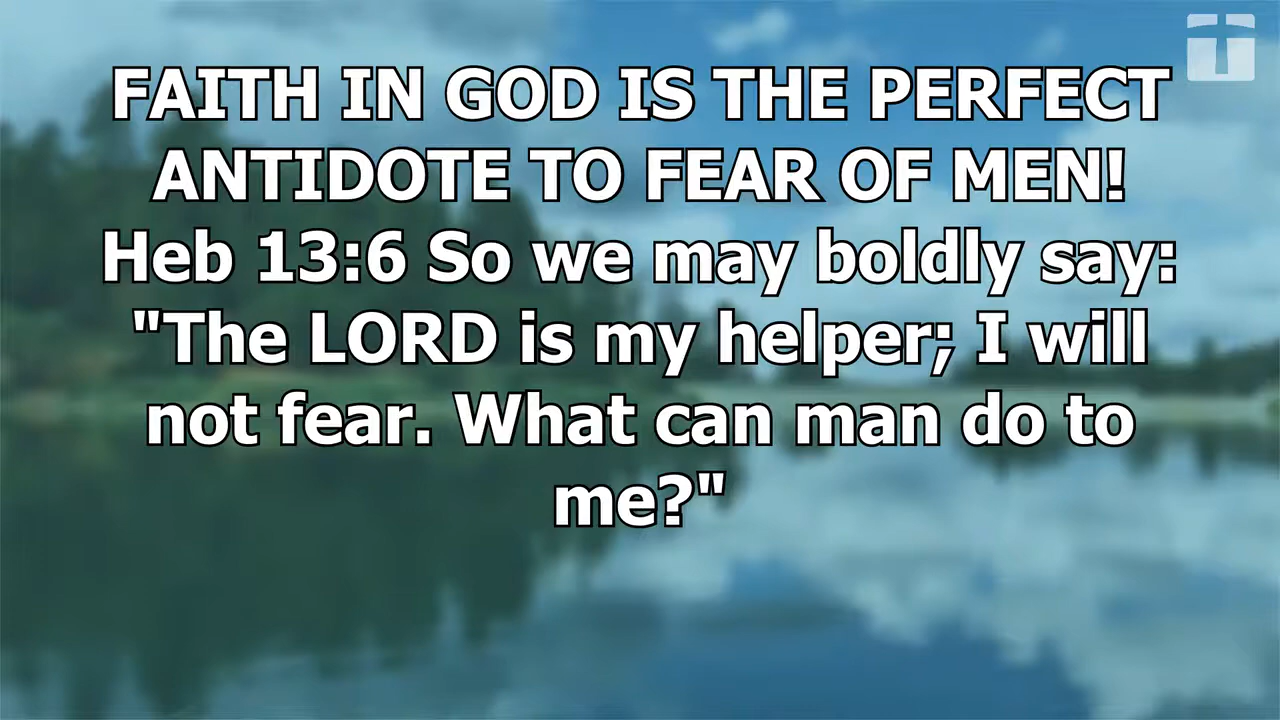 FAITH IN GOD IS THE PERFECT
ANTIDOTE TO FEAR OF MEN!
Heb 13:6 So we may boldly say:
"The LORD is my helper; I will
not fear. What can man do to
me?"